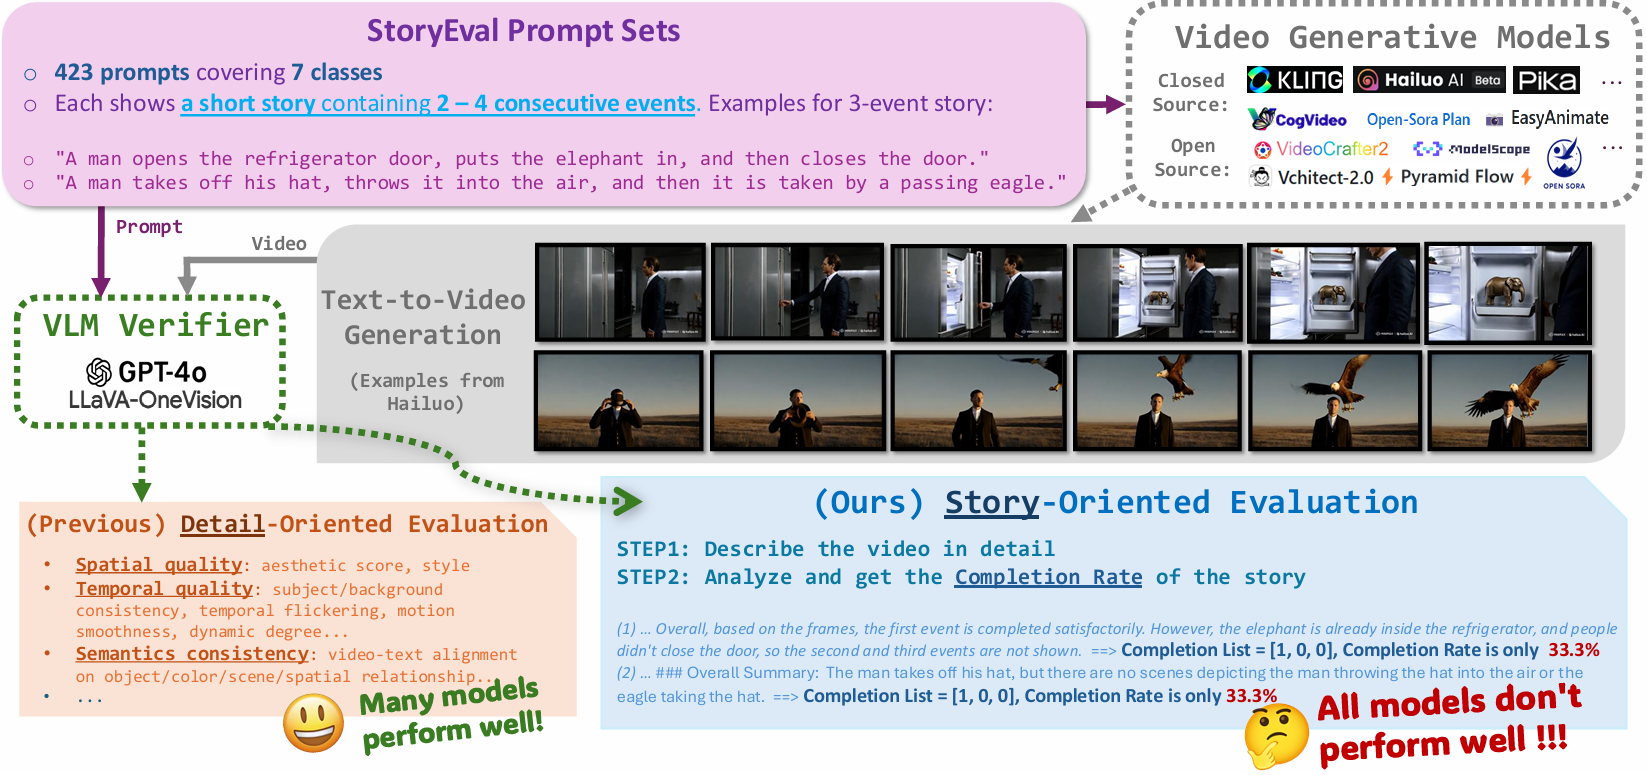 StoryEval Prompt Sets
○ 423 prompts covering 7 classes
○ Each shows a short story containing 2 – 4 consecutive events. Examples for 3-event story:
○ "A man opens the refrigerator door, puts the elephant in, and then closes the door."
○ "A man takes off his hat, throws it into the air, and then it is taken by a passing eagle."
Video Generative Models
Closed Source:
KLING
Hailuo AI Beta
Pika
...
Open Source:
CogVideo
Open-Sora Plan
EasyAnimate
VideoCrafter2
ModelScope
...
Vchitect-2.0
Pyramid Flow
OPEN SORA
Prompt
Video
VLM Verifier
GPT-4o
LLaVA-OneVision
Text-to-Video
Generation
(Examples from
Hailuo)
(Previous) Detail-Oriented Evaluation
• Spatial quality: aesthetic score, style
• Temporal quality: subject/background
consistency, temporal flickering, motion
smoothness, dynamic degree...
• Semantics consistency: video-text alignment
on object/color/scene/spatial relationship...
• ...
Many models
perform well!
(Ours) Story-Oriented Evaluation
STEP1: Describe the video in detail
STEP2: Analyze and get the Completion Rate of the story
(1) ... Overall, based on the frames, the first event is completed satisfactorily. However, the elephant is already inside the refrigerator, and people
didn't close the door, so the second and third events are not shown. ==> Completion List = [1, 0, 0], Completion Rate is only 33.3%
(2) ... ### Overall Summary: The man takes off his hat, but there are no scenes depicting the man throwing the hat into the air or the
eagle taking the hat. ==> Completion List = [1, 0, 0], Completion Rate is only 33.3%
All models don't
perform well !!!